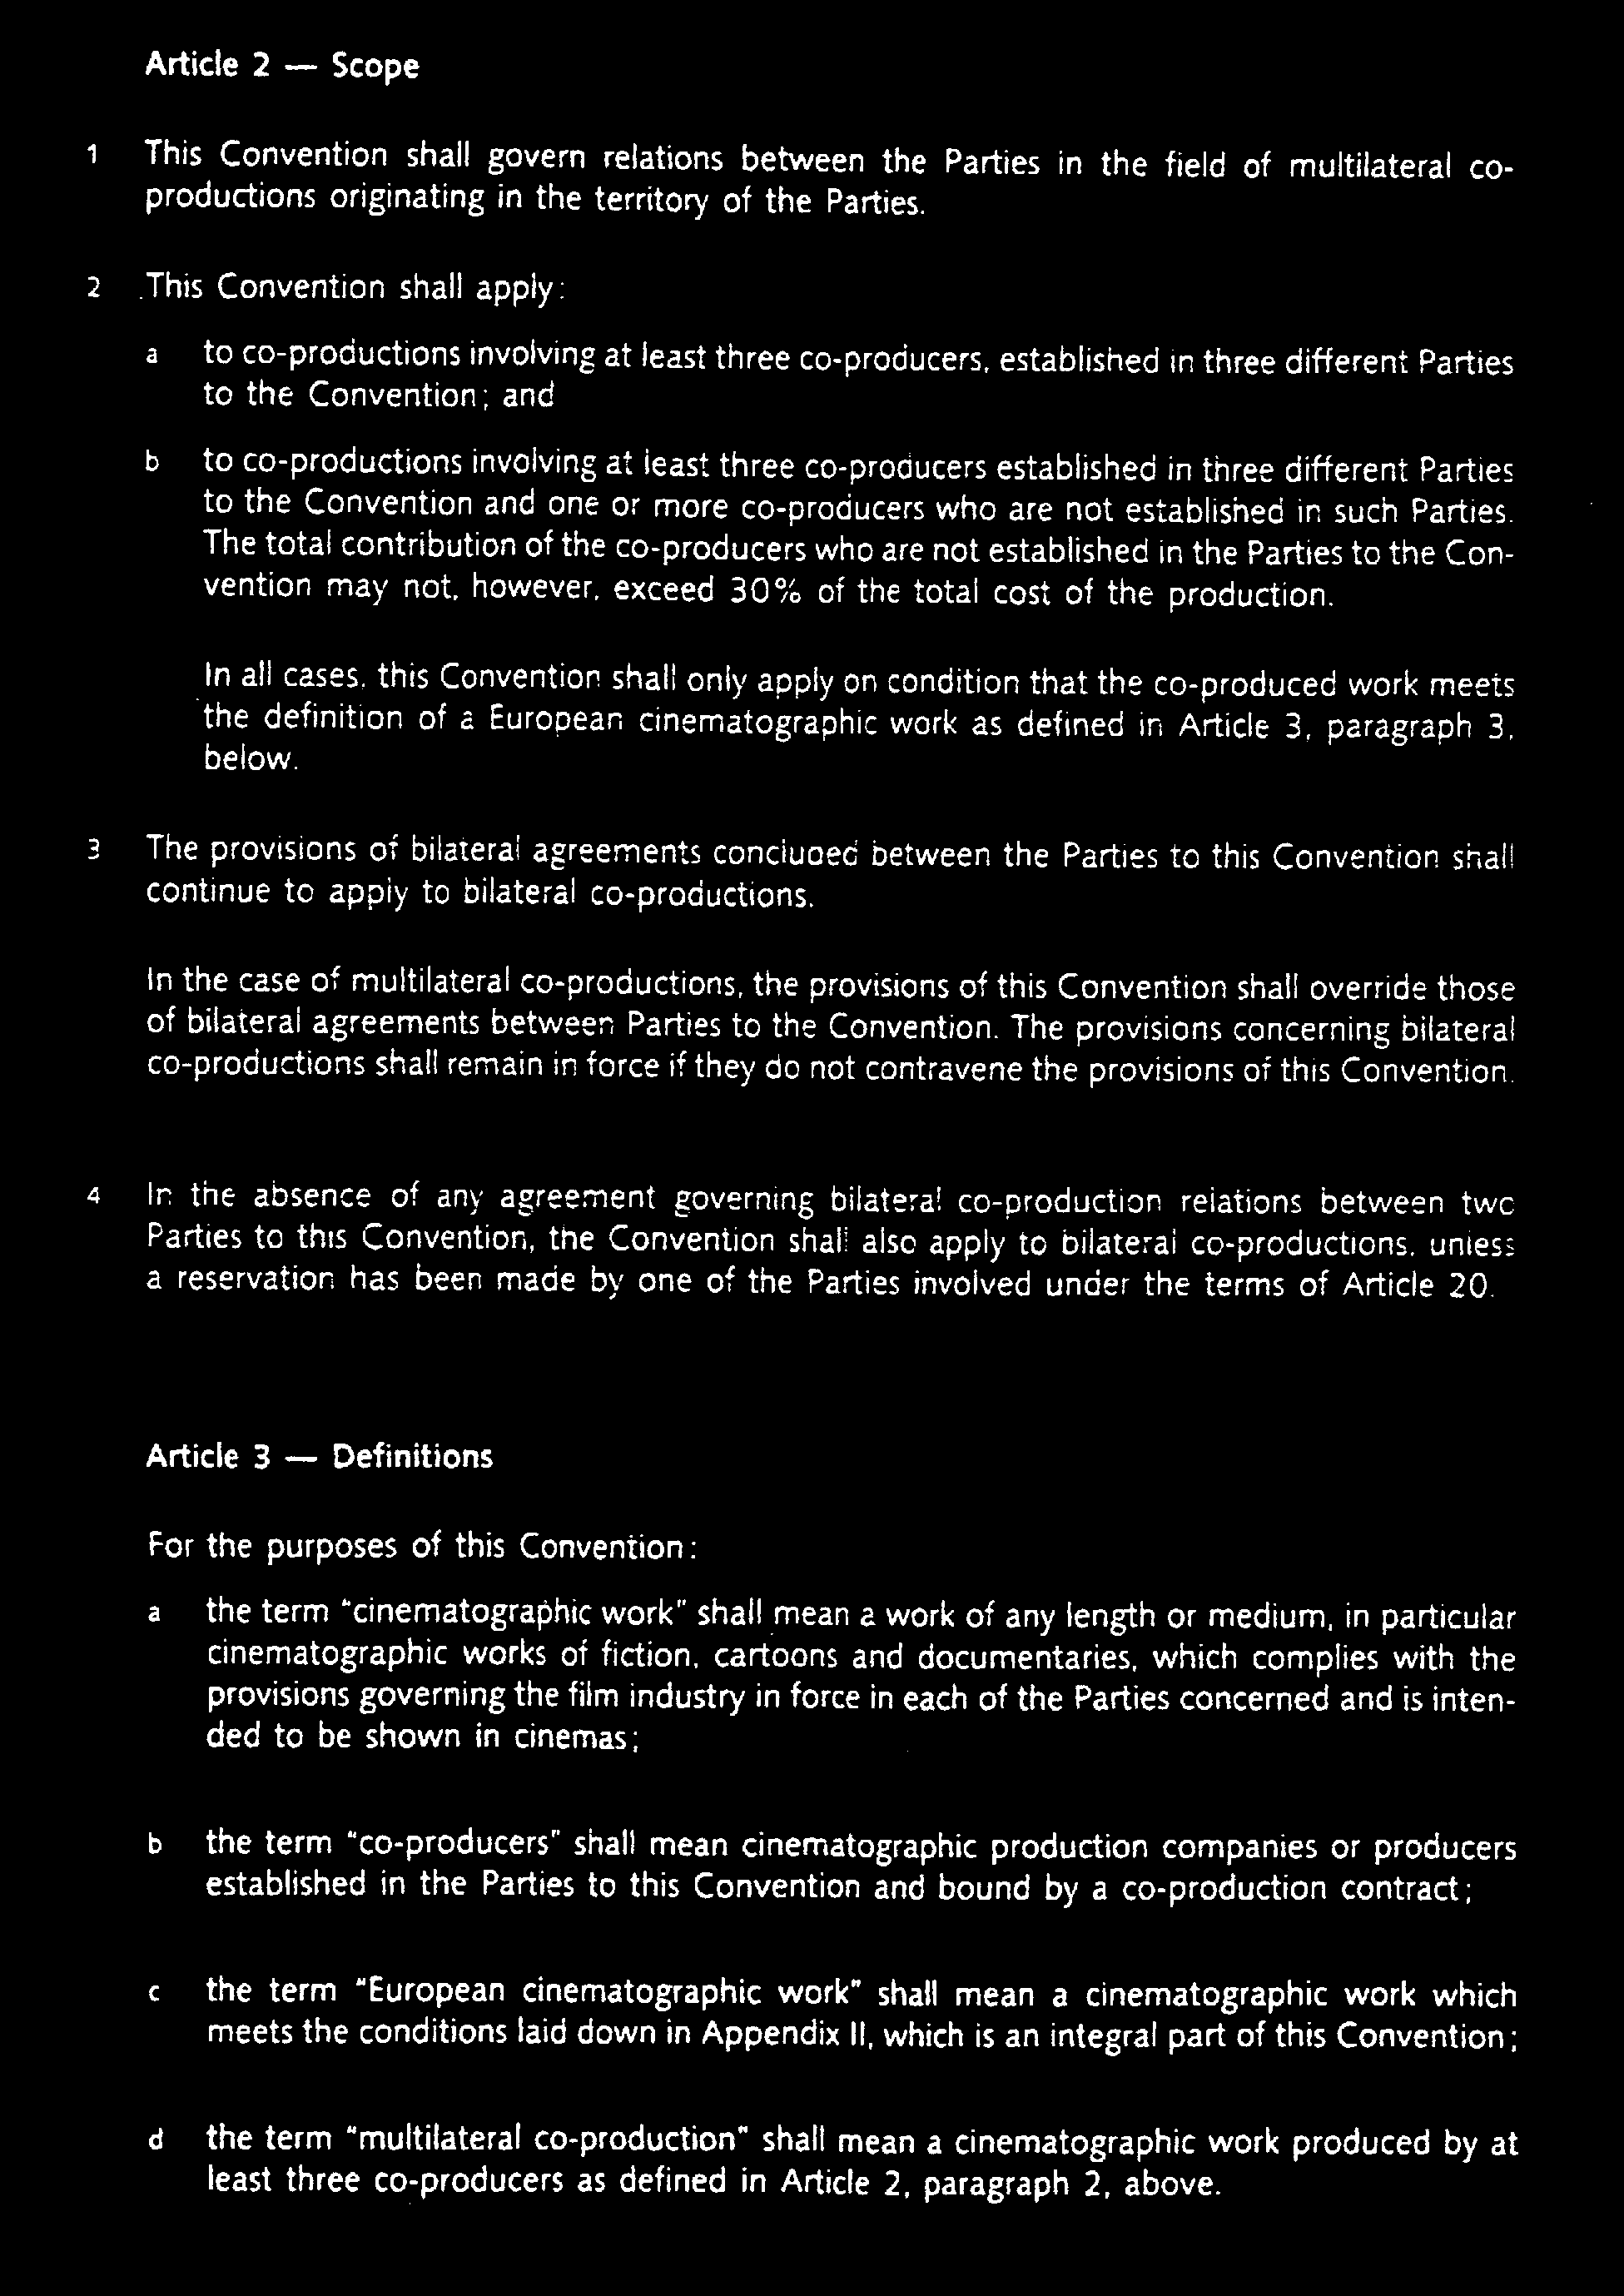 Article 2 — Scope
1 This Convention shall govern relations between the Parties in the field of multilateral co-
productions originating in the territory of the Parties.
2 This Convention shall apply:
a to co-productions involving at least three co-producers, established in three different Parties
to the Convention; and
b to co-productions involving at least three co-producers established in three different Parties
to the Convention and one or more co-producers who are not established in such Parties.
The total contribution of the co-producers who are not established in the Parties to the Con-
vention may not, however, exceed 30% of the total cost of the production.
In all cases, this Convention shall only apply on condition that the co-produced work meets
the definition of a European cinematographic work as defined in Article 3, paragraph 3,
below.
3 The provisions of bilateral agreements concluded between the Parties to this Convention shall
continue to apply to bilateral co-productions.
In the case of multilateral co-productions, the provisions of this Convention shall override those
of bilateral agreements between Parties to the Convention. The provisions concerning bilateral
co-productions shall remain in force if they do not contravene the provisions of this Convention.
4 In the absence of any agreement governing bilateral co-production relations between two
Parties to this Convention, the Convention shall also apply to bilateral co-productions, unless
a reservation has been made by one of the Parties involved under the terms of Article 20.
Article 3 — Definitions
For the purposes of this Convention:
a the term "cinematographic work" shall mean a work of any length or medium, in particular
cinematographic works of fiction, cartoons and documentaries, which complies with the
provisions governing the film industry in force in each of the Parties concerned and is inten-
ded to be shown in cinemas;
b the term "co-producers" shall mean cinematographic production companies or producers
established in the Parties to this Convention and bound by a co-production contract;
c the term "European cinematographic work" shall mean a cinematographic work which
meets the conditions laid down in Appendix II, which is an integral part of this Convention;
d the term "multilateral co-production" shall mean a cinematographic work produced by at
least three co-producers as defined in Article 2, paragraph 2, above.